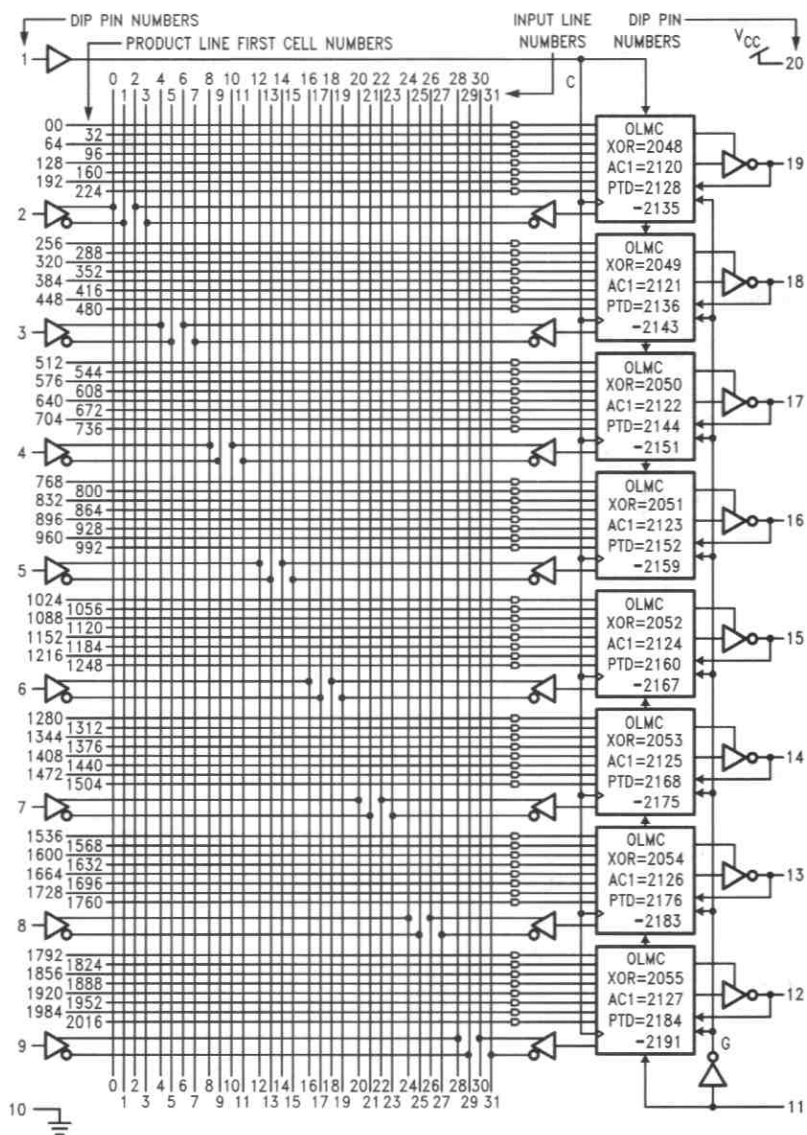 DIP PIN NUMBERS
PRODUCT LINE FIRST CELL NUMBERS
INPUT LINE NUMBERS
DIP PIN NUMBERS
VCC
1
20
0 2 4 6 8 10 12 14 16 18 20 22 24 26 28 30
1 3 5 7 9 11 13 15 17 19 21 23 25 27 29 31
C
00
32
64
96
128
160
192
224
OLMC
XOR=2048
AC1=2120
PTD=2128
-2135
19
2
256
288
320
352
384
416
448
480
OLMC
XOR=2049
AC1=2121
PTD=2136
-2143
18
3
512
544
576
608
640
672
704
736
OLMC
XOR=2050
AC1=2122
PTD=2144
-2151
17
4
768
800
832
864
896
928
960
992
OLMC
XOR=2051
AC1=2123
PTD=2152
-2159
16
5
1024
1056
1088
1120
1152
1184
1216
1248
OLMC
XOR=2052
AC1=2124
PTD=2160
-2167
15
6
1280
1312
1344
1376
1408
1440
1472
1504
OLMC
XOR=2053
AC1=2125
PTD=2168
-2175
14
7
1536
1568
1600
1632
1664
1696
1728
1760
OLMC
XOR=2054
AC1=2126
PTD=2176
-2183
13
8
1792
1824
1856
1888
1920
1952
1984
2016
OLMC
XOR=2055
AC1=2127
PTD=2184
-2191
12
9
G
0 2 4 6 8 10 12 14 16 18 20 22 24 26 28 30
1 3 5 7 9 11 13 15 17 19 21 23 25 27 29 31
10
11